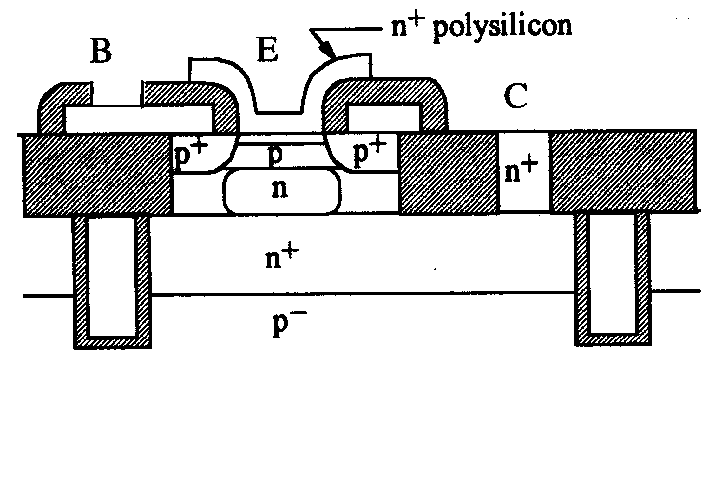 n+ polysilicon
B E C
p+ p p+ n+
n
n+
p−